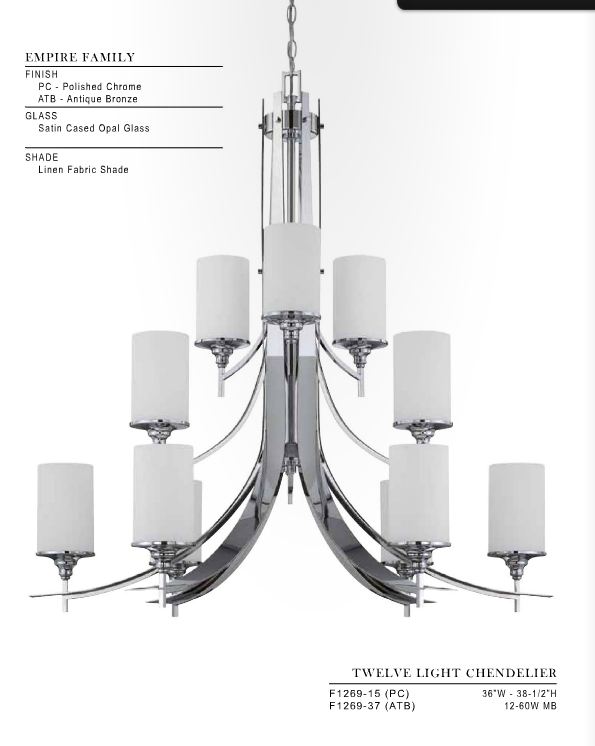 EMPIRE FAMILY
FINISH
PC - Polished Chrome
ATB - Antique Bronze
GLASS
Satin Cased Opal Glass
SHADE
Linen Fabric Shade
TWELVE LIGHT CHENDELIER
F1269-15 (PC) 36"W - 38-1/2"H
F1269-37 (ATB) 12-60W MB